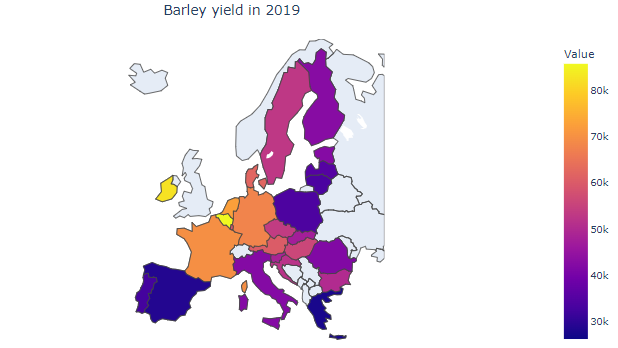 Barley yield in 2019
Value
80k
70k
60k
50k
40k
30k